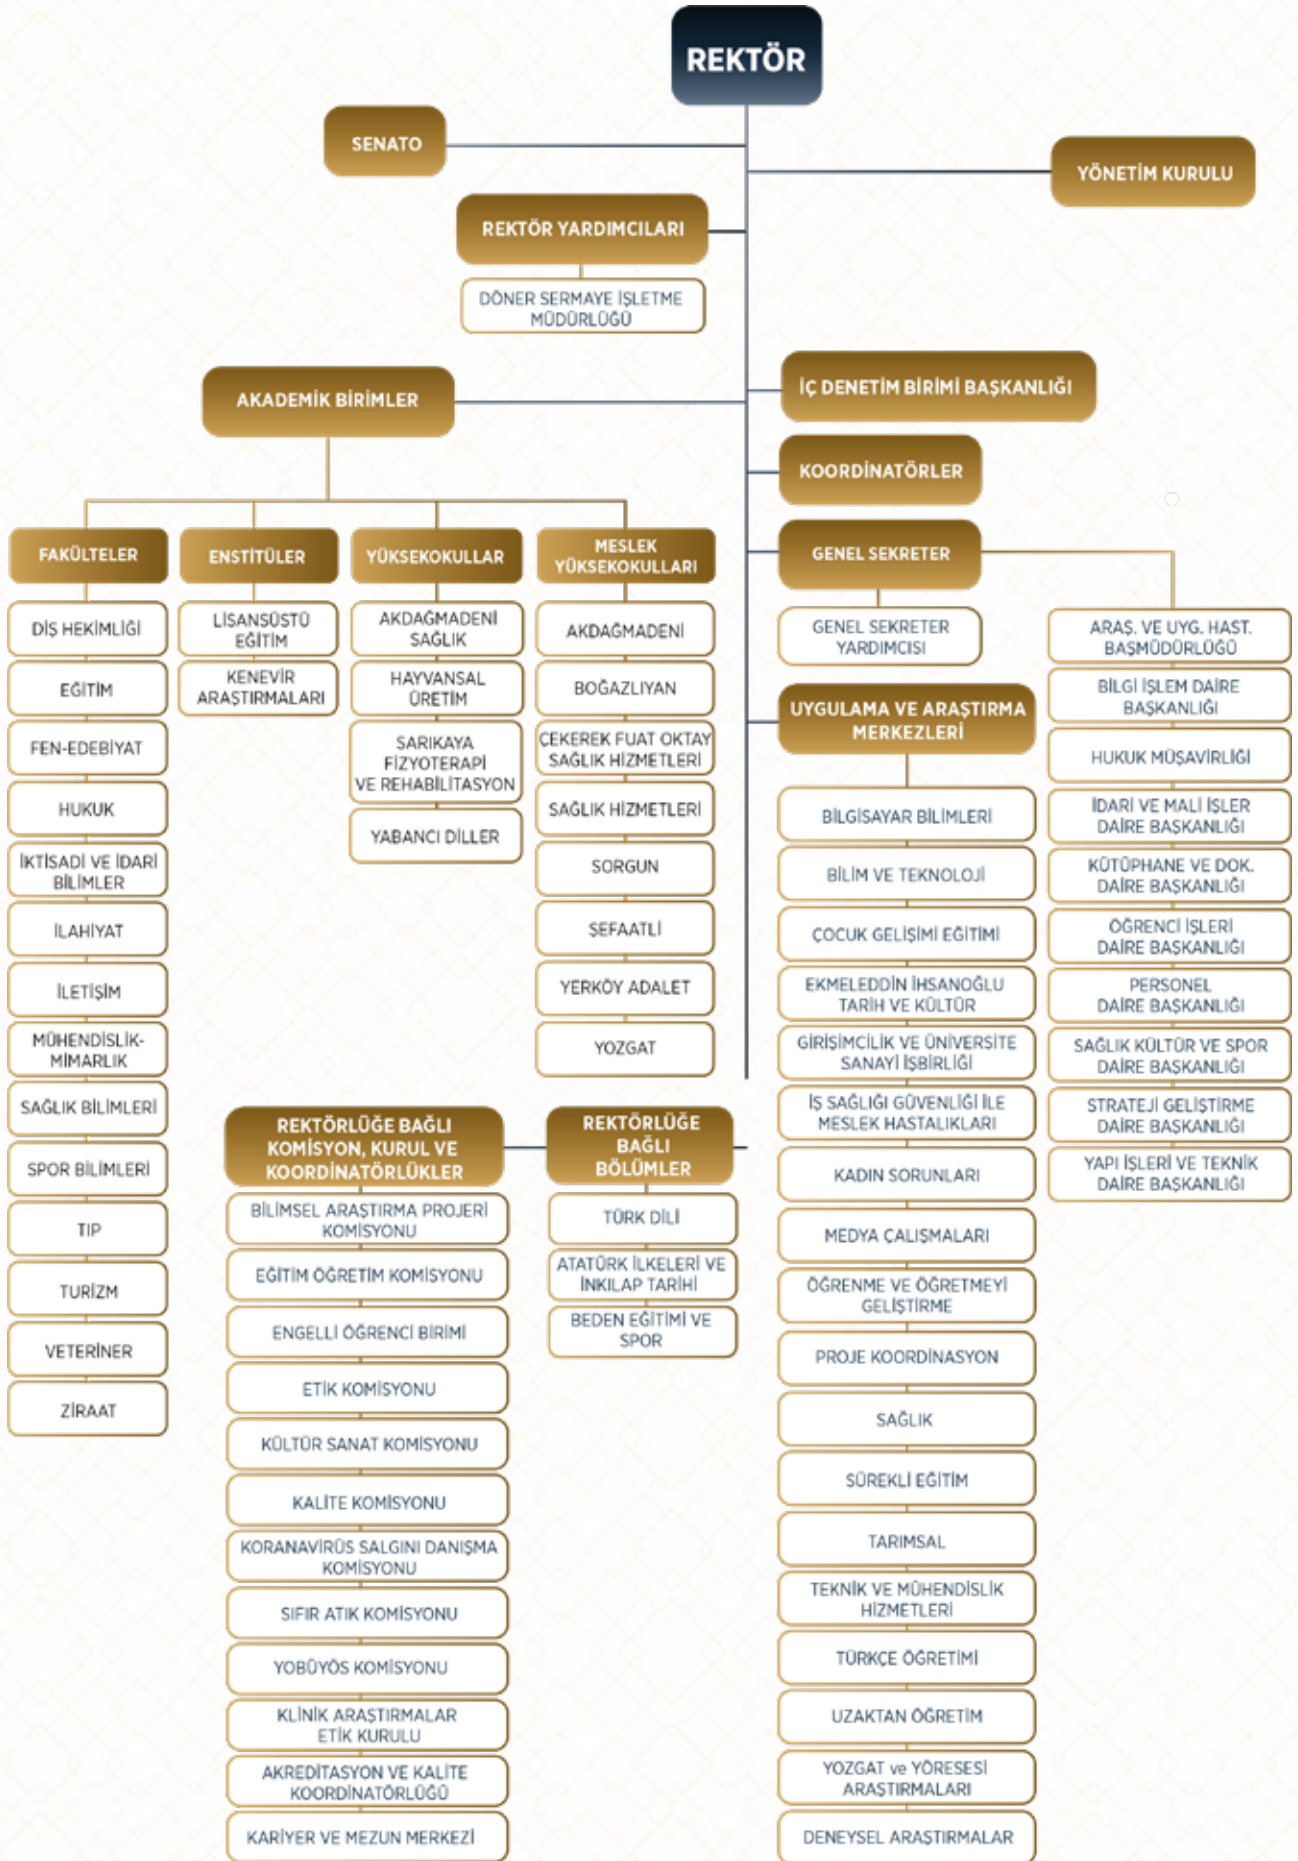 REKTÖR
SENATO
YÖNETİM KURULU
REKTÖR YARDIMCILARI
DÖNER SERMAYE İŞLETME
MÜDÜRLÜĞÜ
AKADEMİK BİRİMLER
İÇ DENETİM BİRİMİ BAŞKANLIĞI
KOORDİNATÖRLER
GENEL SEKRETER
GENEL SEKRETER
YARDIMCISI
FAKÜLTELER
DİŞ HEKİMLİĞİ
EĞİTİM
FEN-EDEBİYAT
HUKUK
İKTİSADİ VE İDARİ
BİLİMLER
İLAHİYAT
İLETİŞİM
MÜHENDİSLİK-
MİMARLIK
SAĞLIK BİLİMLERİ
SPOR BİLİMLERİ
TIP
TURİZM
VETERİNER
ZİRAAT
ENSTİTÜLER
LİSANSÜSTÜ
EĞİTİM
KENEVİR
ARAŞTIRMALARI
YÜKSEKOKULLAR
AKDAĞMADENİ
SAĞLIK
HAYVANSAL
ÜRETİM
SARIKAYA
FİZYOTERAPİ
VE REHABİLİTASYON
YABANCI DİLLER
MESLEK
YÜKSEKOKULLARI
AKDAĞMADENİ
BOĞAZLIYAN
ÇEKEREK FUAT OKTAY
SAĞLIK HİZMETLERİ
SAĞLIK HİZMETLERİ
SORGUN
ŞEFAATLİ
YERKÖY ADALET
YOZGAT
UYGULAMA VE ARAŞTIRMA
MERKEZLERİ
BİLGİSAYAR BİLİMLERİ
BİLİM VE TEKNOLOJİ
ÇOCUK GELİŞİMİ EĞİTİMİ
EKMELEDDİN İHSANOĞLU
TARİH VE KÜLTÜR
GİRİŞİMCİLİK VE ÜNİVERSİTE
SANAYİ İŞBİRLİĞİ
İŞ SAĞLIĞI GÜVENLİĞİ İLE
MESLEK HASTALIKLARI
KADIN SORUNLARI
MEDYA ÇALIŞMALARI
ÖĞRENME VE ÖĞRETMEYİ
GELİŞTİRME
PROJE KOORDİNASYON
SAĞLIK
SÜREKLİ EĞİTİM
TARIMSAL
TEKNİK VE MÜHENDİSLİK
HİZMETLERİ
TÜRKÇE ÖĞRETİMİ
UZAKTAN ÖĞRETİM
YOZGAT ve YÖRESESİ
ARAŞTIRMALARI
DENEYSEL ARAŞTIRMALAR
ARAŞ. VE UYG. HAST.
BAŞMÜDÜRLÜĞÜ
BİLGİ İŞLEM DAİRE
BAŞKANLIĞI
HUKUK MÜŞAVİRLİĞİ
İDARİ VE MALİ İŞLER
DAİRE BAŞKANLIĞI
KÜTÜPHANE VE DOK.
DAİRE BAŞKANLIĞI
ÖĞRENCİ İŞLERİ
DAİRE BAŞKANLIĞI
PERSONEL
DAİRE BAŞKANLIĞI
SAĞLIK KÜLTÜR VE SPOR
DAİRE BAŞKANLIĞI
STRATEJİ GELİŞTİRME
DAİRE BAŞKANLIĞI
YAPI İŞLERİ VE TEKNİK
DAİRE BAŞKANLIĞI
REKTÖRLÜĞE BAĞLI
KOMİSYON, KURUL VE
KOORDİNATÖRLÜKLER
BİLİMSEL ARAŞTIRMA PROJERİ
KOMİSYONU
EĞİTİM ÖĞRETİM KOMİSYONU
ENGELLİ ÖĞRENCİ BİRİMİ
ETİK KOMİSYONU
KÜLTÜR SANAT KOMİSYONU
KALİTE KOMİSYONU
KORANAVİRÜS SALGINI DANIŞMA
KOMİSYONU
SIFIR ATIK KOMİSYONU
YOBÜYÖS KOMİSYONU
KLİNİK ARAŞTIRMALAR
ETİK KURULU
AKREDİTASYON VE KALİTE
KOORDİNATÖRLÜĞÜ
KARİYER VE MEZUN MERKEZİ
REKTÖRLÜĞE
BAĞLI
BÖLÜMLER
TÜRK DİLİ
ATATÜRK İLKELERİ VE
İNKILAP TARİHİ
BEDEN EĞİTİMİ VE
SPOR